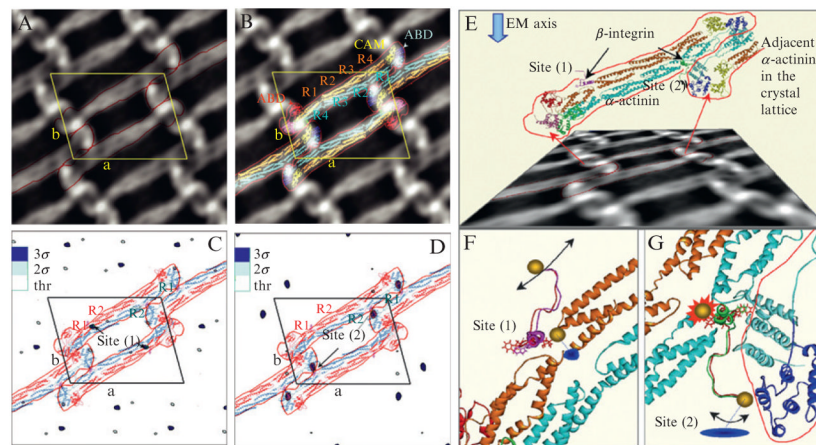 A
b
a
B
CAM
ABD
R4
R3
R2
R1
ABD
R1
R2
R3
R4
b
a
C
3σ
2σ
thr
R1
R2
R1
R2
Site (1)
b
a
D
3σ
2σ
thr
R1
R2
R1
R2
Site (2)
b
a
E
EM axis
β-integrin
Site (1)
Site (2)
α-actinin
Adjacent
α-actinin
in the
crystal
lattice
F
Site (1)
G
Site (2)